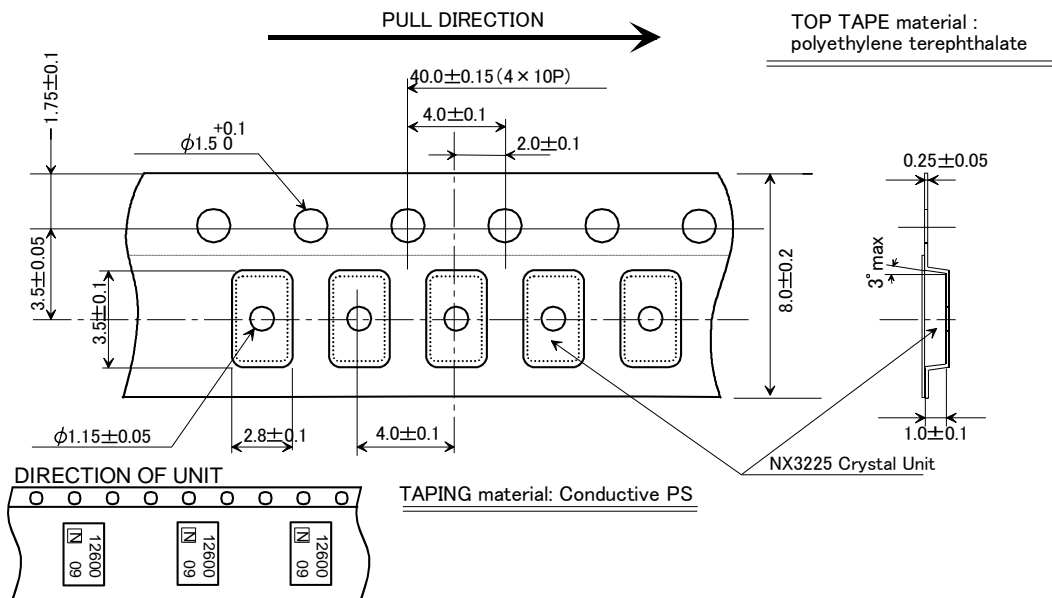 PULL DIRECTION
TOP TAPE material :
polyethylene terephthalate
1.75±0.1
40.0±0.15(4×10P)
4.0±0.1
+0.1
φ1.5 0
2.0±0.1
0.25±0.05
3.5±0.05
3.5±0.1
8.0±0.2
3°max
φ1.15±0.05
2.8±0.1
4.0±0.1
1.0±0.1
NX3225 Crystal Unit
DIRECTION OF UNIT
TAPING material: Conductive PS
12600
N 09
12600
N 09
12600
N 09